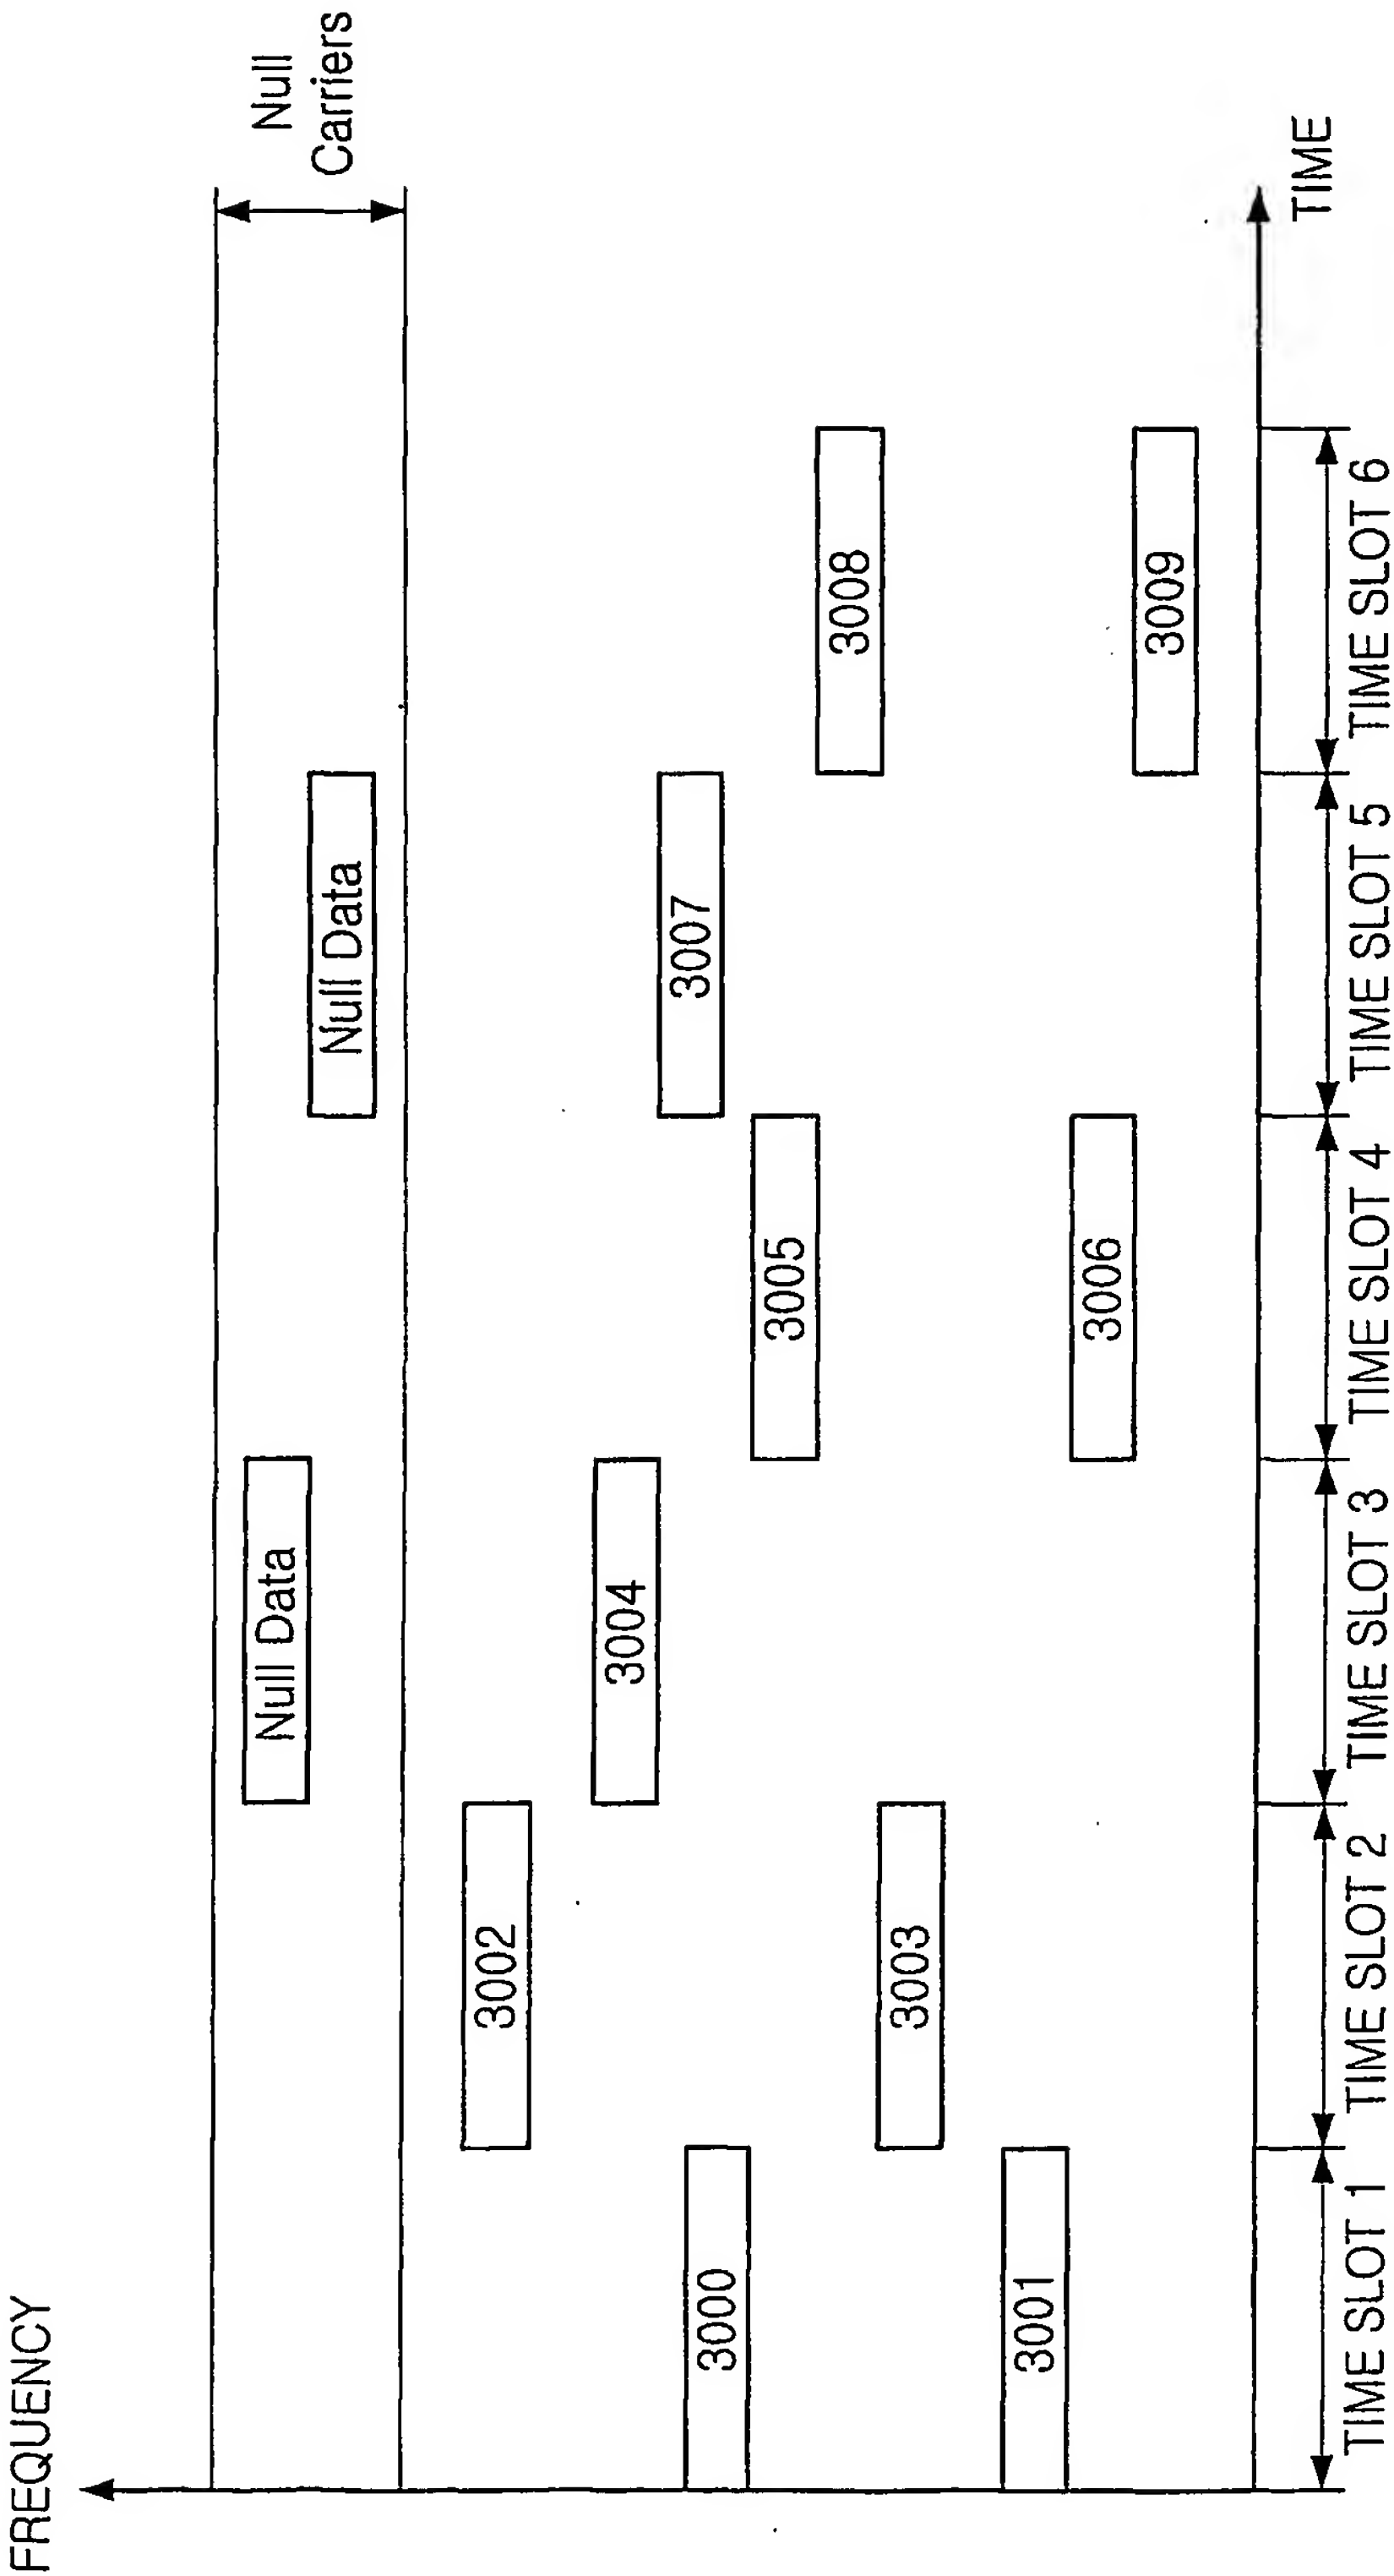 FREQUENCY
Null
Carriers
Null Data
Null Data
3002
3004
3007
3000
3005
3008
3003
3001
3006
3009
TIME
TIME SLOT 1
TIME SLOT 2
TIME SLOT 3
TIME SLOT 4
TIME SLOT 5
TIME SLOT 6